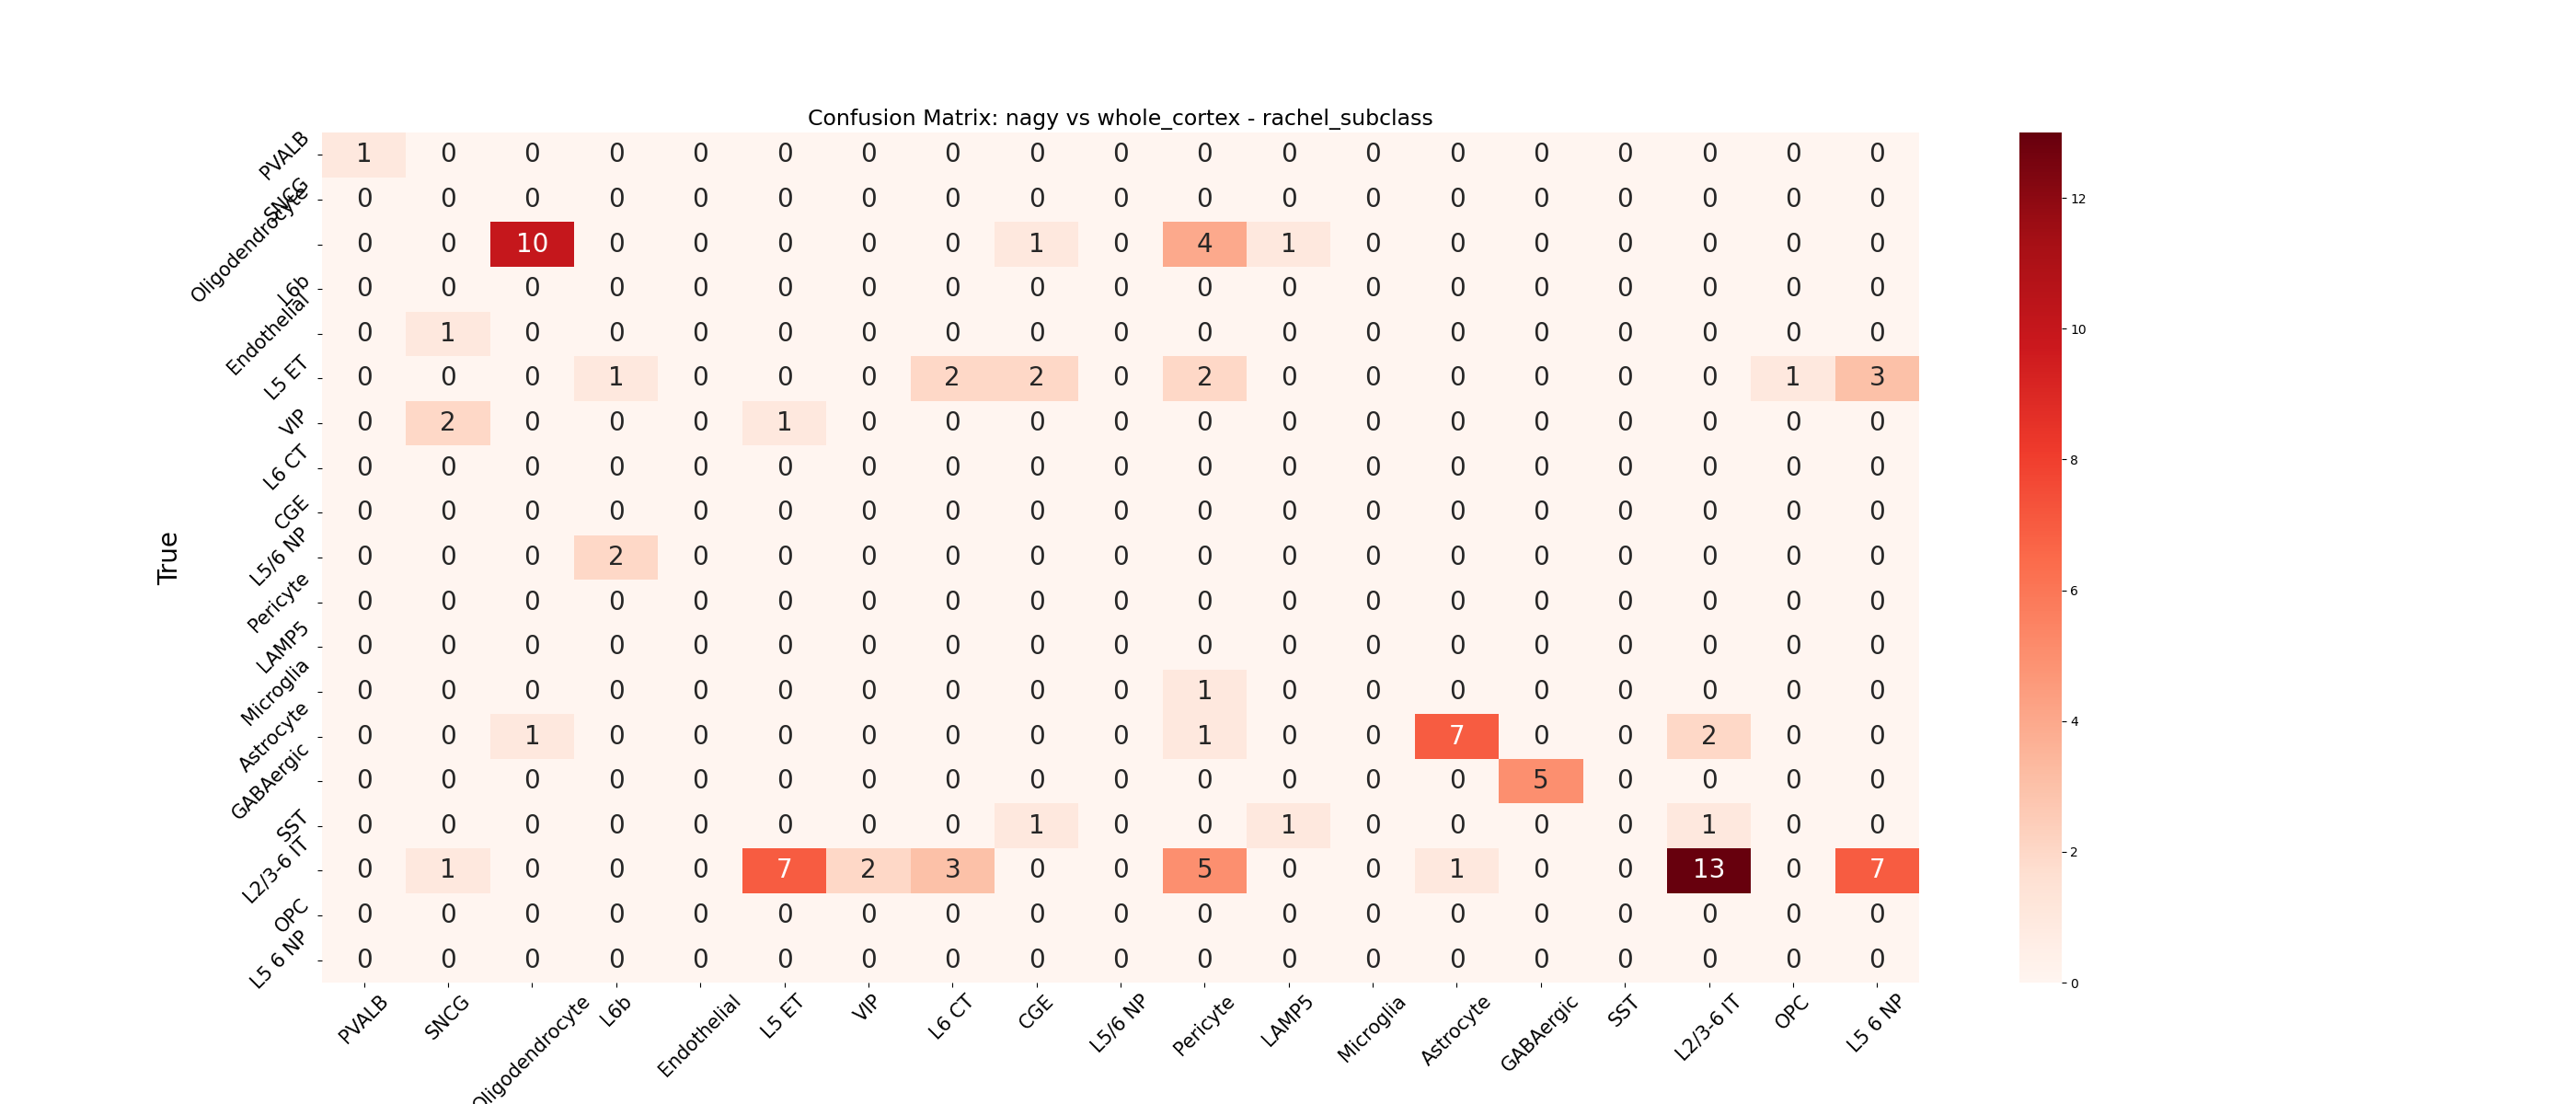 Confusion Matrix: nagy vs whole_cortex - rachel_subclass
True
PVALB 1 0 0 0 0 0 0 0 0 0 0 0 0 0 0 0 0 0 0
SNCG 0 0 0 0 0 0 0 0 0 0 0 0 0 0 0 0 0 0 0
Oligodendrocyte 0 0 10 0 0 0 0 0 1 0 4 1 0 0 0 0 0 0 0
L6b 0 0 0 0 0 0 0 0 0 0 0 0 0 0 0 0 0 0 0
Endothelial 0 1 0 0 0 0 0 0 0 0 0 0 0 0 0 0 0 0 0
L5 ET 0 0 0 1 0 0 0 2 2 0 2 0 0 0 0 0 0 1 3
VIP 0 2 0 0 0 1 0 0 0 0 0 0 0 0 0 0 0 0 0
L6 CT 0 0 0 0 0 0 0 0 0 0 0 0 0 0 0 0 0 0 0
CGE 0 0 0 0 0 0 0 0 0 0 0 0 0 0 0 0 0 0 0
L5/6 NP 0 0 0 2 0 0 0 0 0 0 0 0 0 0 0 0 0 0 0
Pericyte 0 0 0 0 0 0 0 0 0 0 0 0 0 0 0 0 0 0 0
LAMP5 0 0 0 0 0 0 0 0 0 0 0 0 0 0 0 0 0 0 0
Microglia 0 0 0 0 0 0 0 0 0 0 1 0 0 0 0 0 0 0 0
Astrocyte 0 0 1 0 0 0 0 0 0 0 1 0 0 7 0 0 2 0 0
GABAergic 0 0 0 0 0 0 0 0 0 0 0 0 0 0 5 0 0 0 0
SST 0 0 0 0 0 0 0 0 1 0 0 1 0 0 0 0 1 0 0
L2/3-6 IT 0 1 0 0 0 7 2 3 0 0 5 0 0 1 0 0 13 0 7
OPC 0 0 0 0 0 0 0 0 0 0 0 0 0 0 0 0 0 0 0
L5 6 NP 0 0 0 0 0 0 0 0 0 0 0 0 0 0 0 0 0 0 0
PVALB SNCG Oligodendrocyte L6b Endothelial L5 ET VIP L6 CT CGE L5/6 NP Pericyte LAMP5 Microglia Astrocyte GABAergic SST L2/3-6 IT OPC L5 6 NP
12
10
8
6
4
2
0